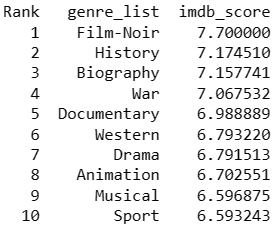 Rank genre_list imdb_score
1 Film-Noir 7.700000
2 History 7.174510
3 Biography 7.157741
4 War 7.067532
5 Documentary 6.988889
6 Western 6.793220
7 Drama 6.791513
8 Animation 6.702551
9 Musical 6.596875
10 Sport 6.593243